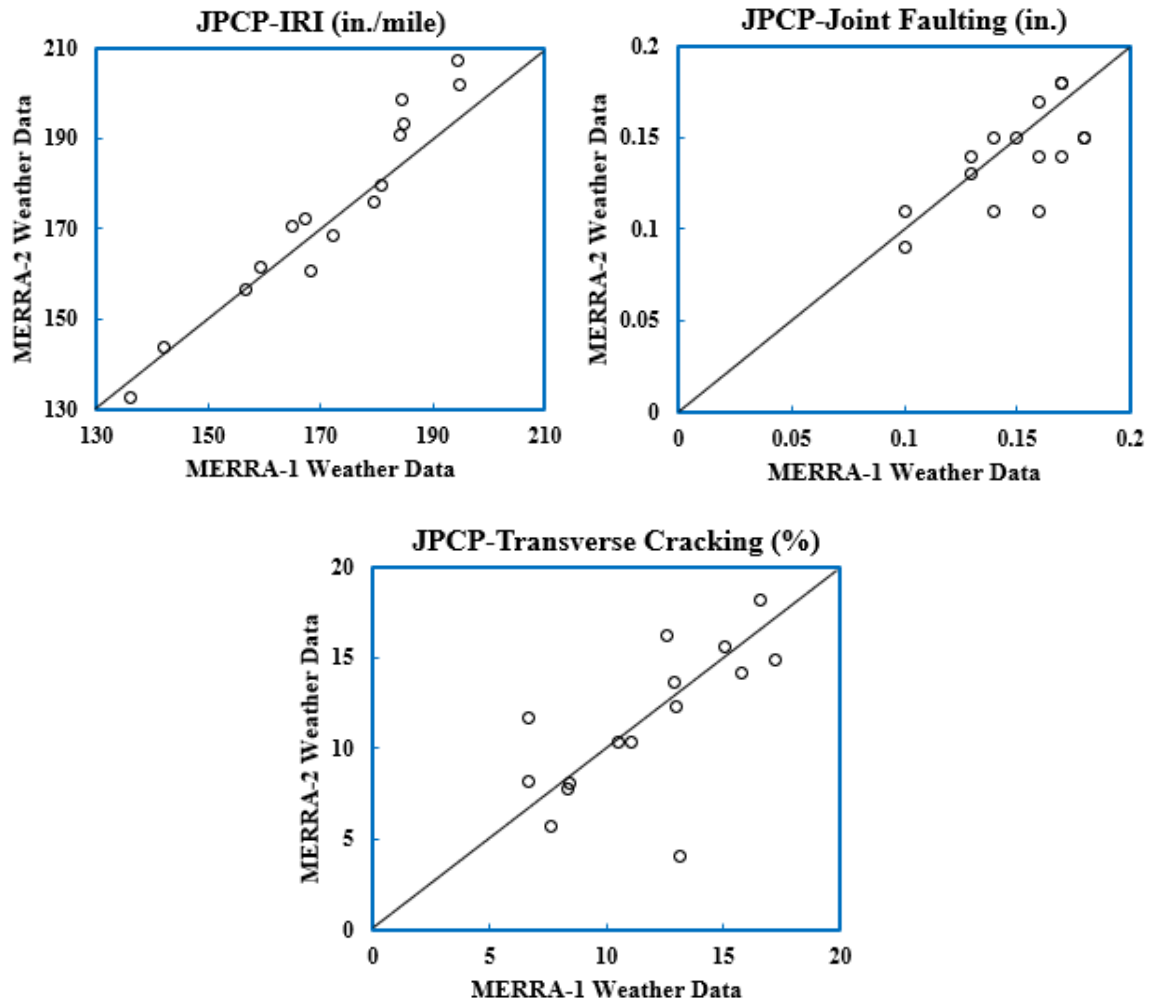 JPCP-IRI (in./mile)
210
190
170
150
130
130 150 170 190 210
MERRA-2 Weather Data
MERRA-1 Weather Data
JPCP-Joint Faulting (in.)
0.2
0.15
0.1
0.05
0
0 0.05 0.1 0.15 0.2
MERRA-2 Weather Data
MERRA-1 Weather Data
JPCP-Transverse Cracking (%)
20
15
10
5
0
0 5 10 15 20
MERRA-2 Weather Data
MERRA-1 Weather Data